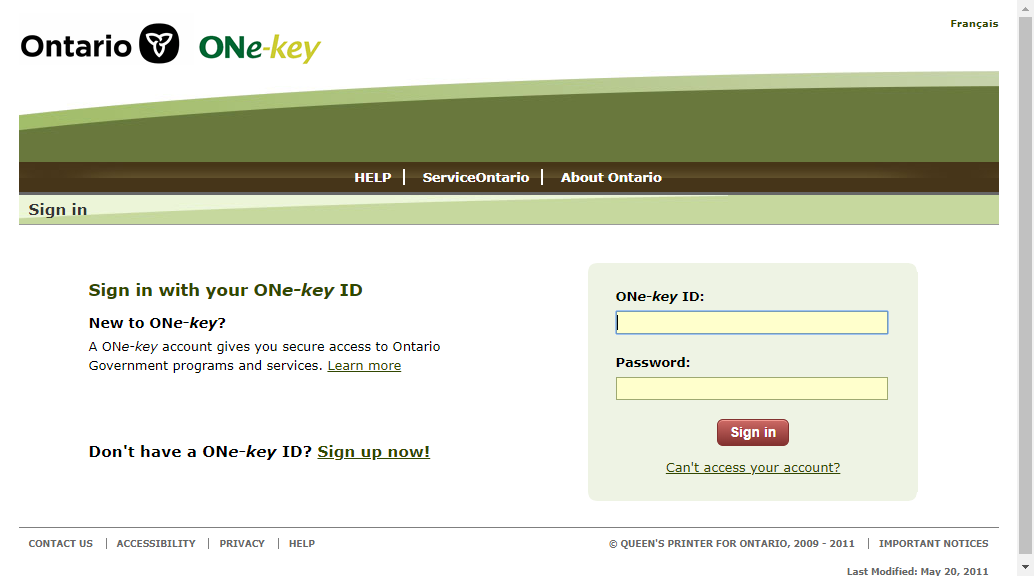 Français
Ontario ONe-key
HELP | ServiceOntario | About Ontario
Sign in
Sign in with your ONe-key ID
New to ONe-key?
A ONe-key account gives you secure access to Ontario
Government programs and services. Learn more
Don't have a ONe-key ID? Sign up now!
ONe-key ID:
Password:
Sign in
Can't access your account?
CONTACT US | ACCESSIBILITY | PRIVACY | HELP
© QUEEN'S PRINTER FOR ONTARIO, 2009 - 2011 | IMPORTANT NOTICES
Last Modified: May 20, 2011